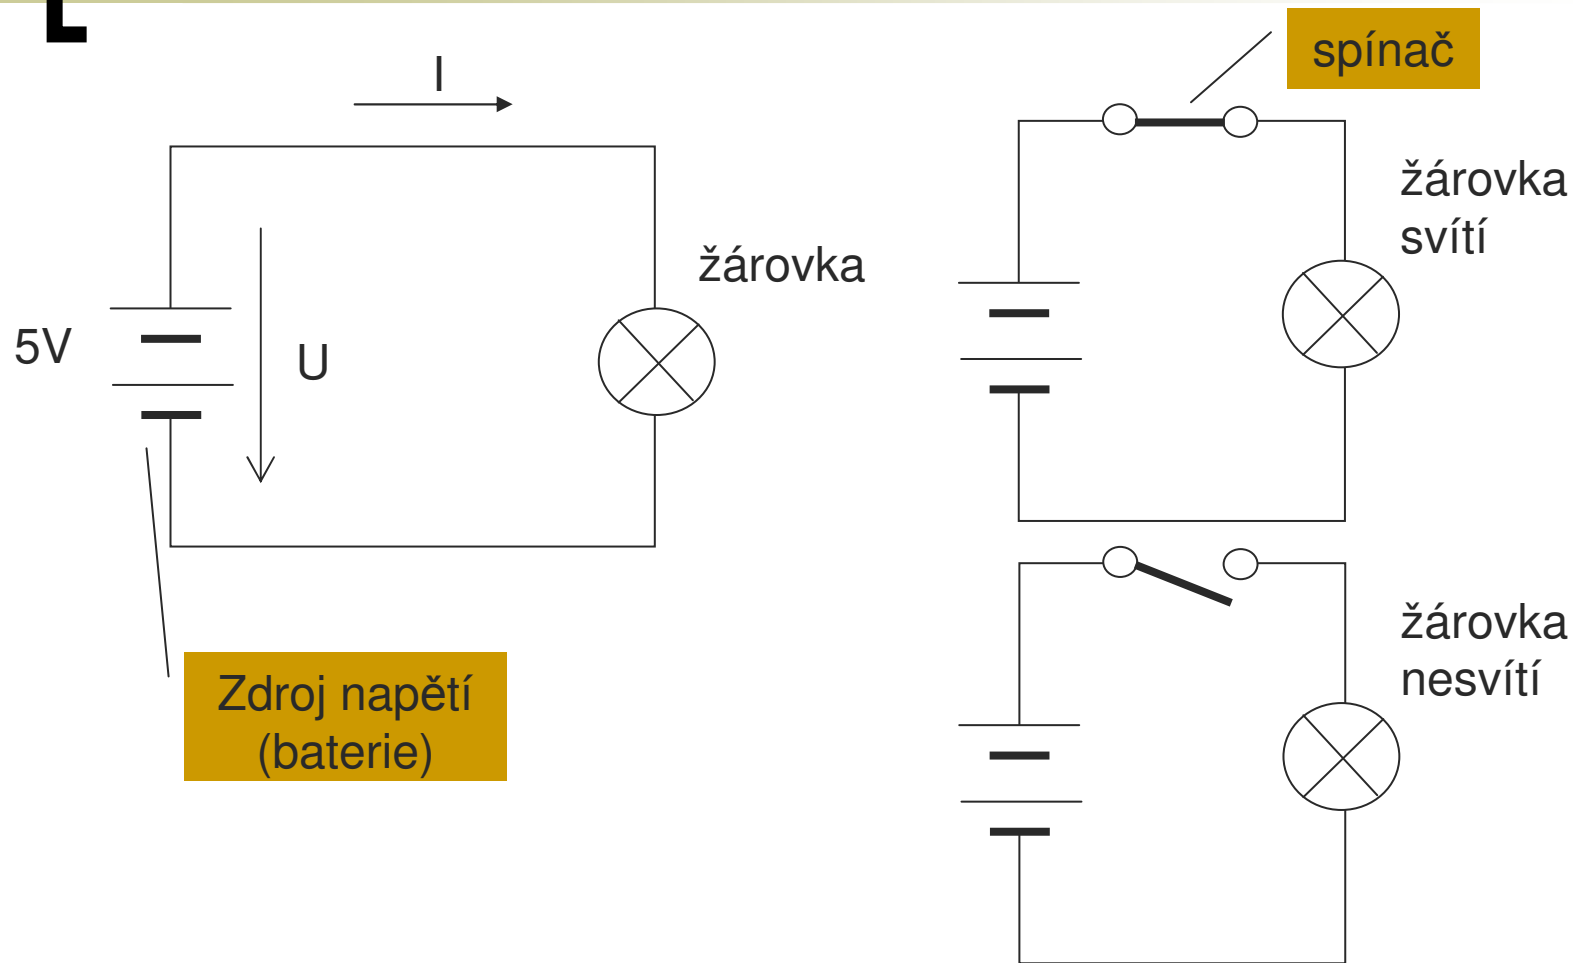 I
5V
U
žárovka
Zdroj napětí
(baterie)
spínač
žárovka
svítí
žárovka
nesvítí